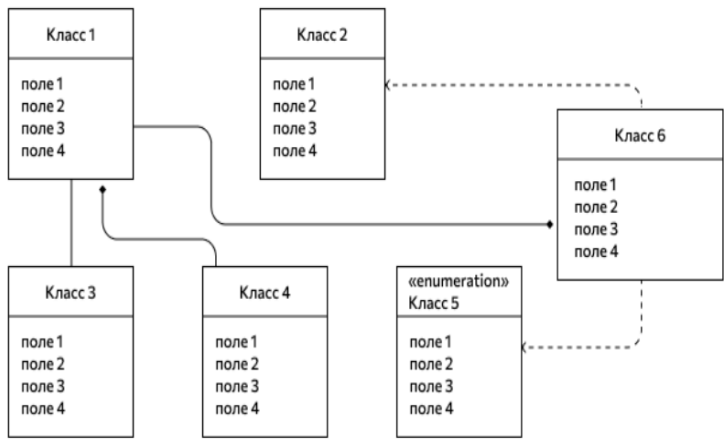 Класс 1
поле 1
поле 2
поле 3
поле 4
Класс 2
поле 1
поле 2
поле 3
поле 4
Класс 6
поле 1
поле 2
поле 3
поле 4
Класс 3
поле 1
поле 2
поле 3
поле 4
Класс 4
поле 1
поле 2
поле 3
поле 4
«enumeration»
Класс 5
поле 1
поле 2
поле 3
поле 4